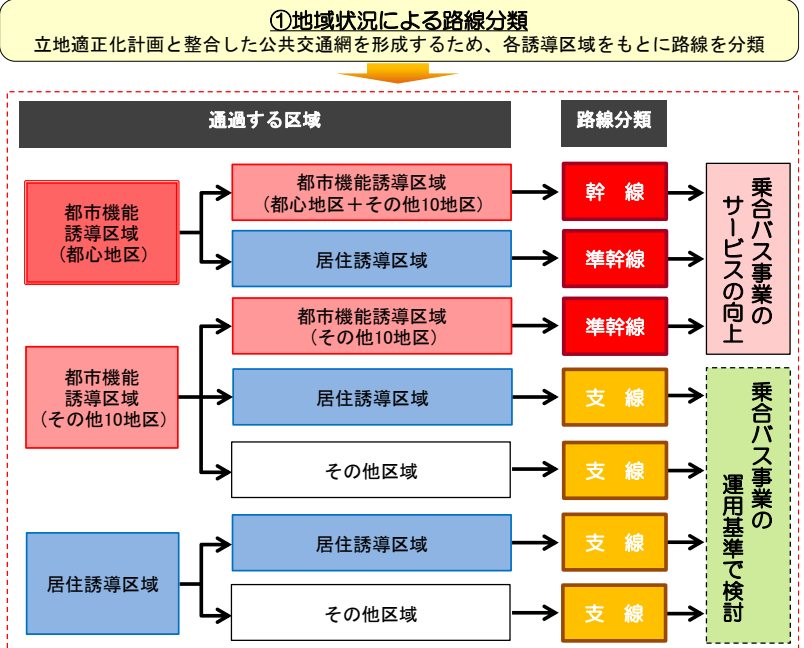 ①地域状況による路線分類
立地適正化計画と整合した公共交通網を形成するため、各誘導区域をもとに路線を分類
通過する区域
路線分類
都市機能
誘導区域
（都心地区）
都市機能誘導区域
（都心地区＋その他10地区）
幹　線
居住誘導区域
準幹線
乗合バス事業の
サービスの向上
都市機能
誘導区域
（その他10地区）
都市機能誘導区域
（その他10地区）
準幹線
居住誘導区域
支　線
その他区域
支　線
居住誘導区域
居住誘導区域
支　線
その他区域
支　線
乗合バス事業の
運用基準で検討